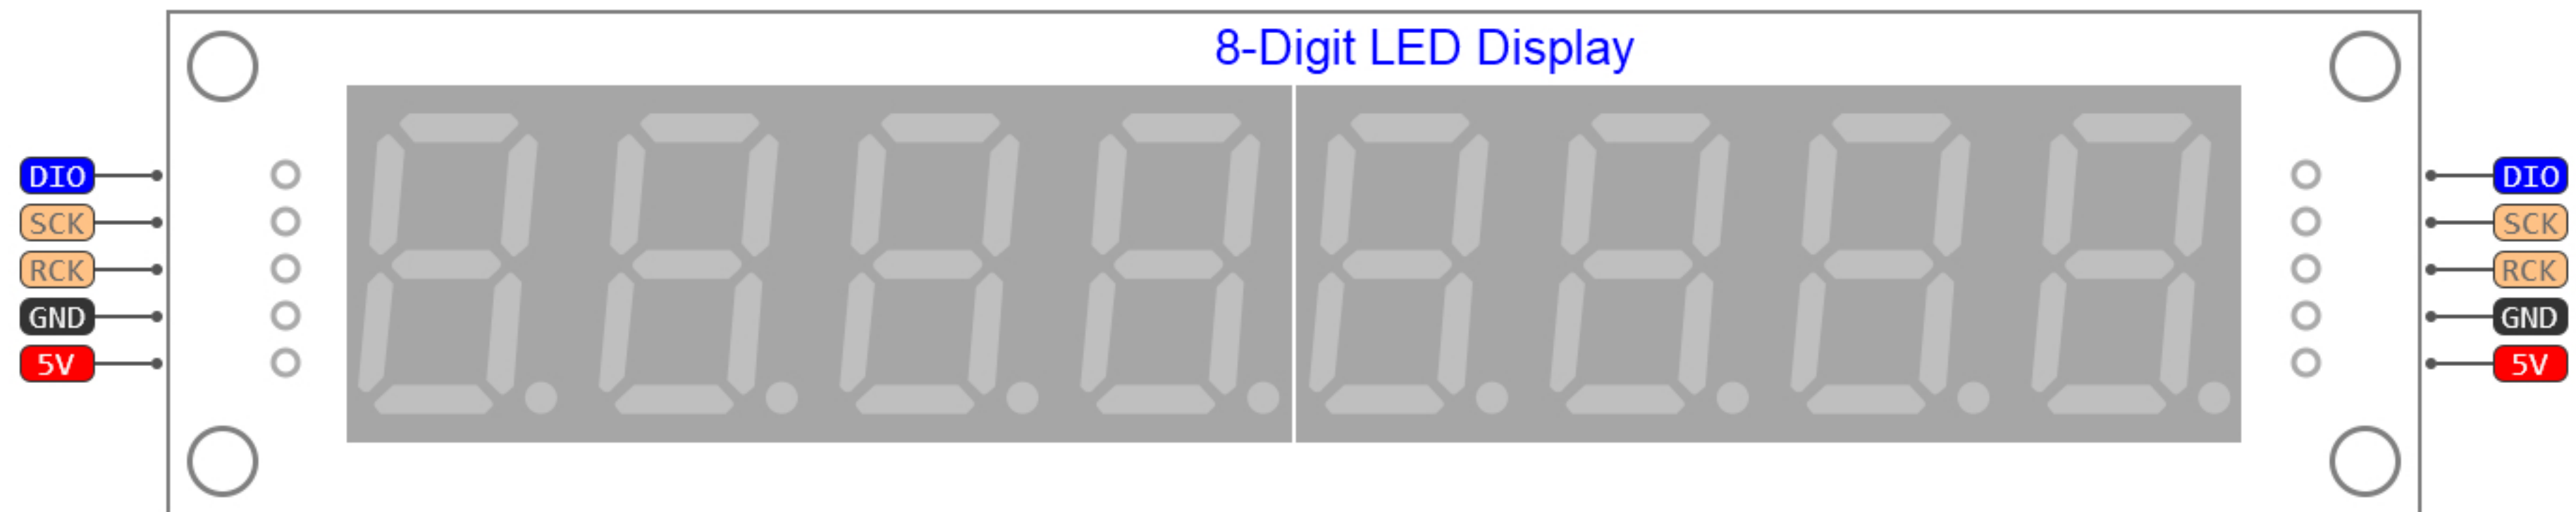 8-Digit LED Display
DIO
SCK
RCK
GND
5V
DIO
SCK
RCK
GND
5V